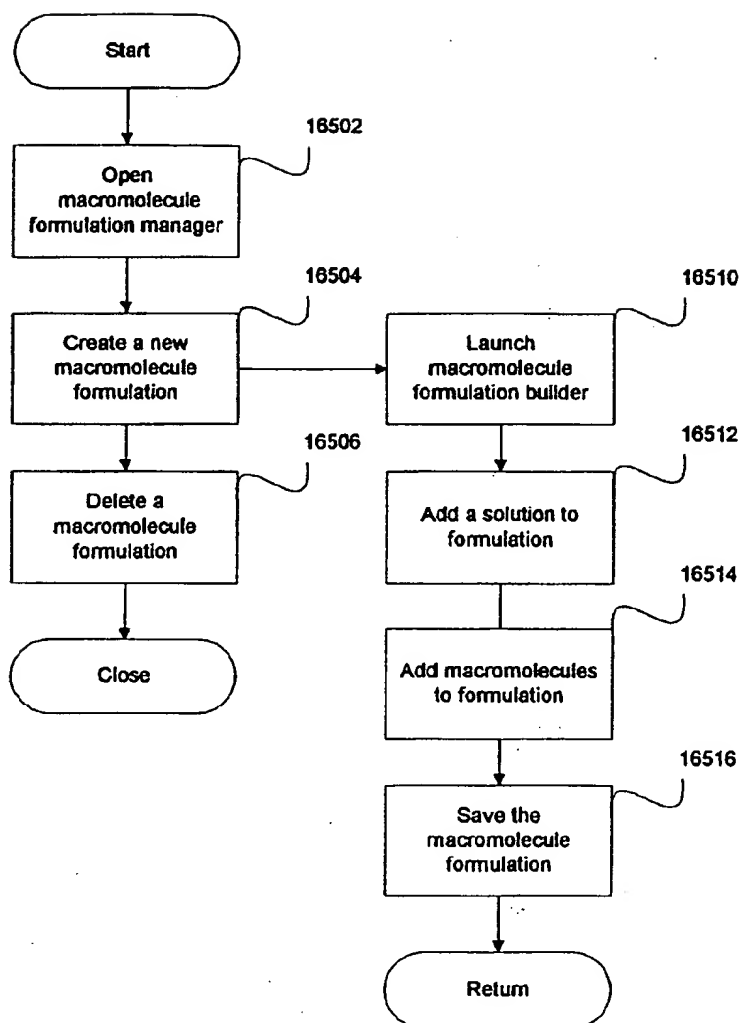 Start
16502
Open
macromolecule
formulation manager
16504
Create a new
macromolecule
formulation
16506
Delete a
macromolecule
formulation
Close
16510
Launch
macromolecule
formulation builder
16512
Add a solution to
formulation
16514
Add macromolecules
to formulation
16516
Save the
macromolecule
formulation
Return